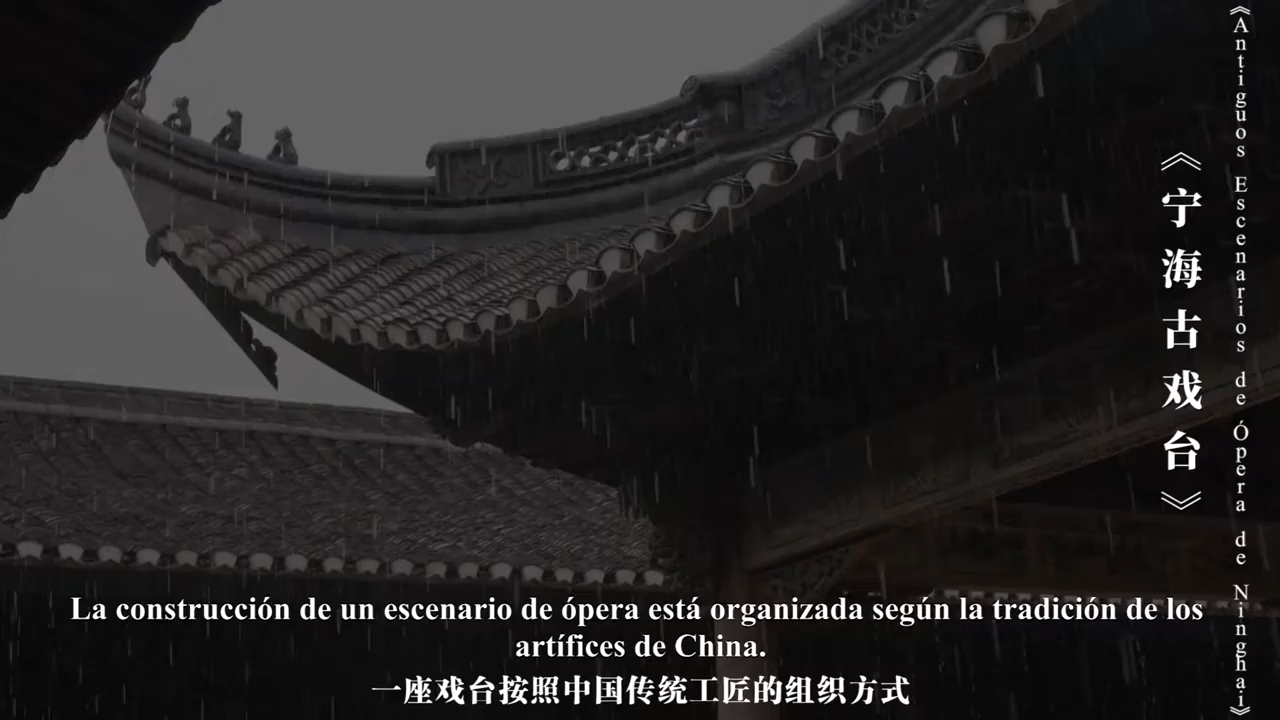 《Antiguos Escenarios de Ópera de Ninghai》
《宁海古戏台》
La construcción de un escenario de ópera está organizada según la tradición de los
artífices de China.
一座戏台按照中国传统工匠的组织方式